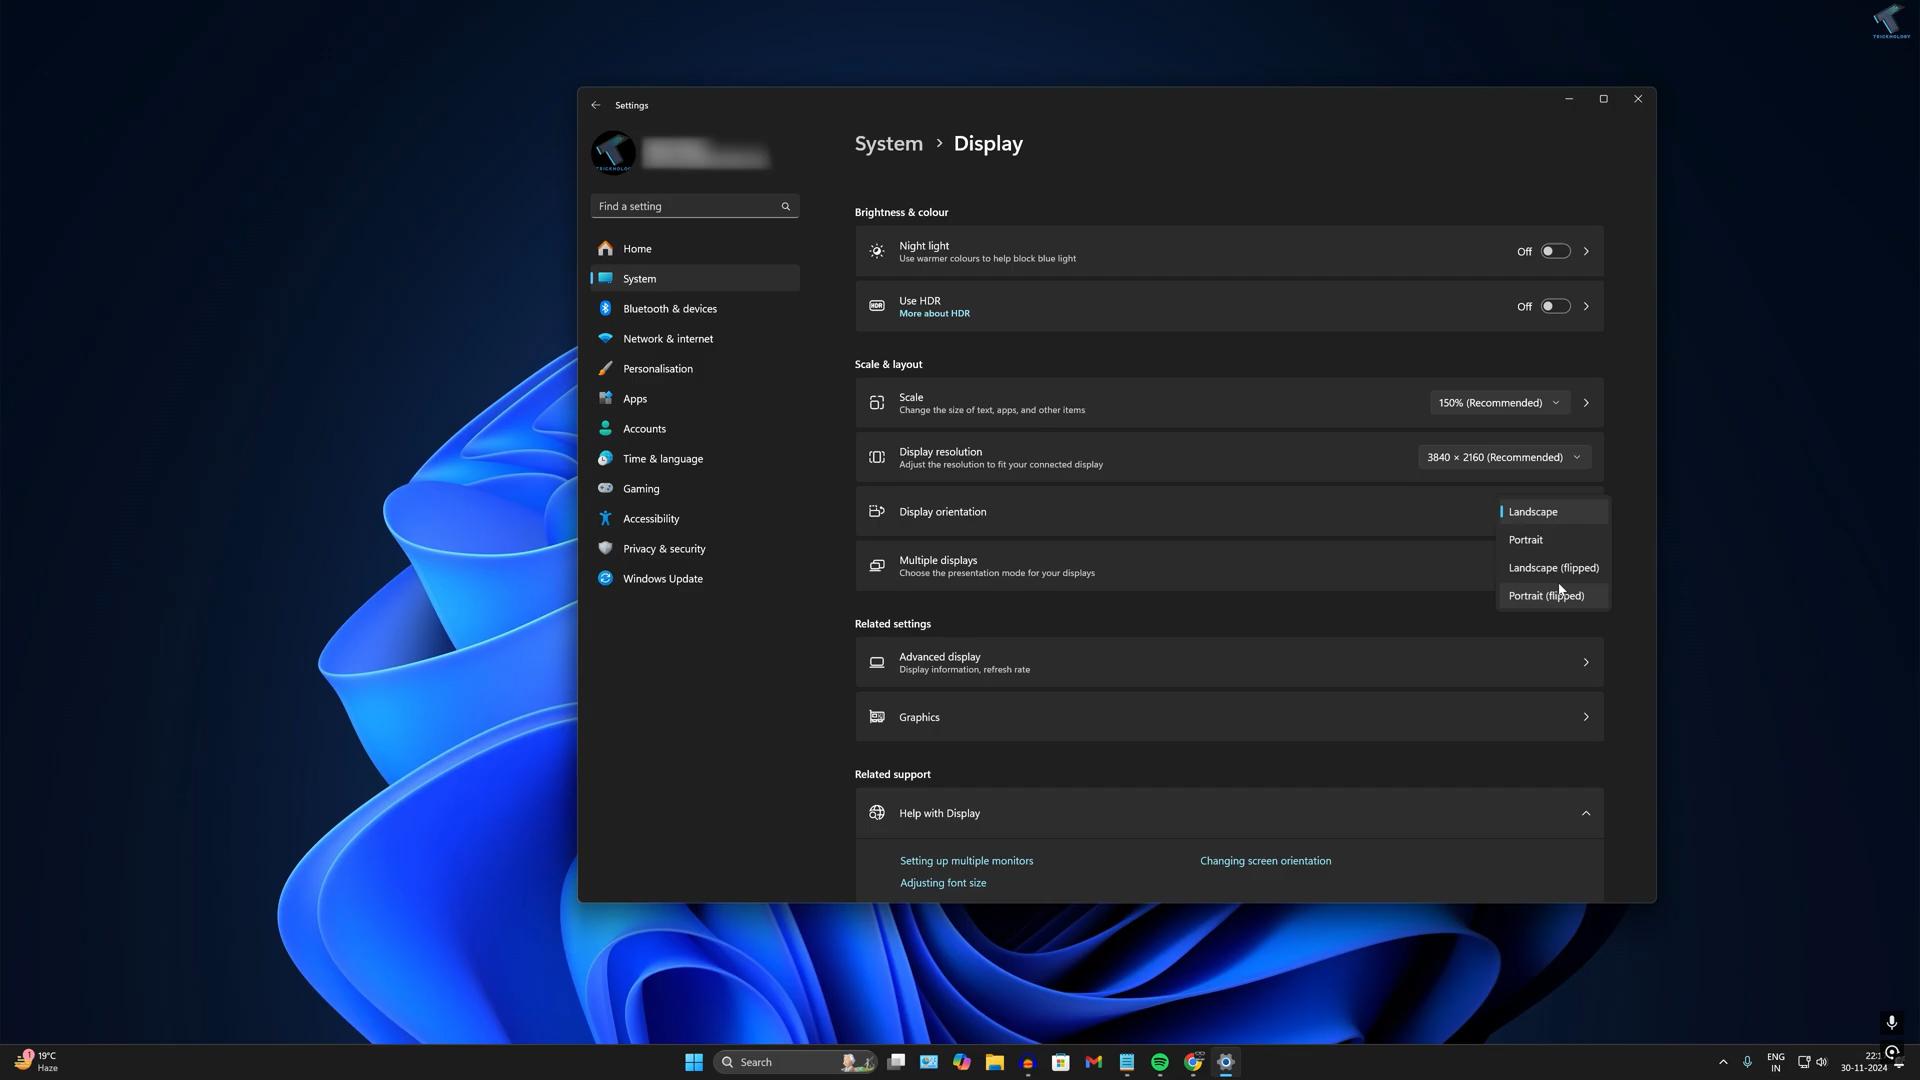 TRICKNOLOGY
Settings
TRICKNOLOGY
System > Display
Find a setting
Home
System
Bluetooth & devices
Network & internet
Personalisation
Apps
Accounts
Time & language
Gaming
Accessibility
Privacy & security
Windows Update
Brightness & colour
Night light
Use warmer colours to help block blue light
Off
HDR
Use HDR
More about HDR
Off
Scale & layout
Scale
Change the size of text, apps, and other items
150% (Recommended)
Display resolution
Adjust the resolution to fit your connected display
3840 × 2160 (Recommended)
Display orientation
Landscape
Portrait
Landscape (flipped)
Portrait (flipped)
Multiple displays
Choose the presentation mode for your displays
Related settings
Advanced display
Display information, refresh rate
Graphics
Related support
Help with Display
Setting up multiple monitors
Changing screen orientation
Adjusting font size
1
19°C
Haze
Search
ENG
IN
30-11-2024